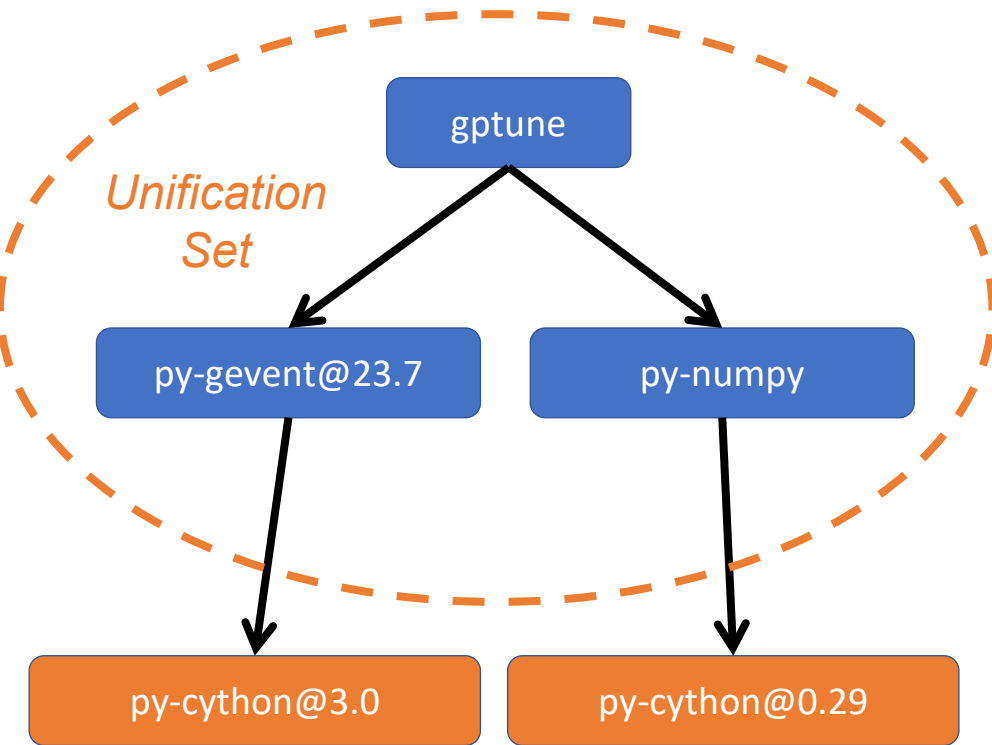 gptune
Unification
Set
py-gevent@23.7
py-numpy
py-cython@3.0
py-cython@0.29